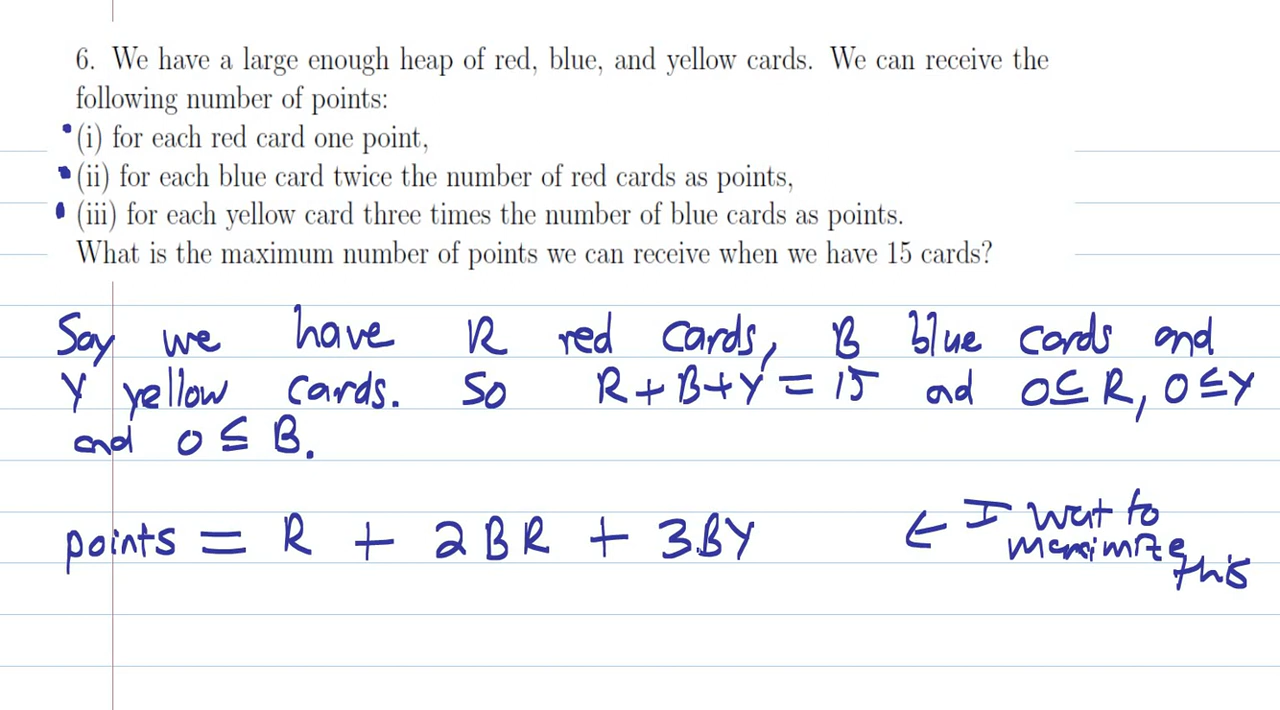 6. We have a large enough heap of red, blue, and yellow cards. We can receive the
following number of points:
(i) for each red card one point,
(ii) for each blue card twice the number of red cards as points,
(iii) for each yellow card three times the number of blue cards as points.
What is the maximum number of points we can receive when we have 15 cards?
Say we have R red cards, B blue cards and
Y yellow cards. So R+B+Y=15 and 0≤R, 0≤Y
and 0≤B.
points = R + 2BR + 3BY ← I want to
maximize
this